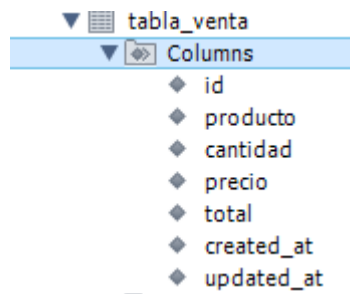 tabla_venta
Columns
id
producto
cantidad
precio
total
created_at
updated_at